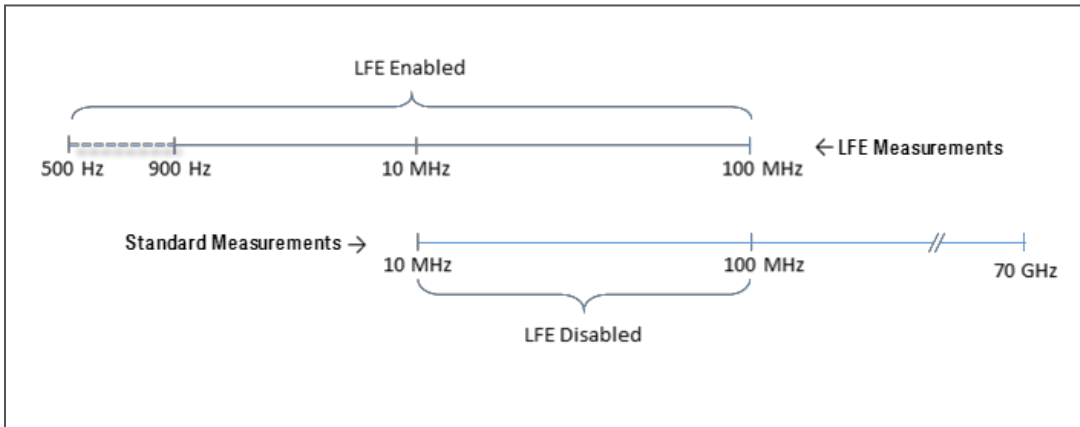 LFE Enabled
500 Hz 900 Hz 10 MHz 100 MHz ← LFE Measurements
Standard Measurements →
10 MHz 100 MHz 70 GHz
LFE Disabled